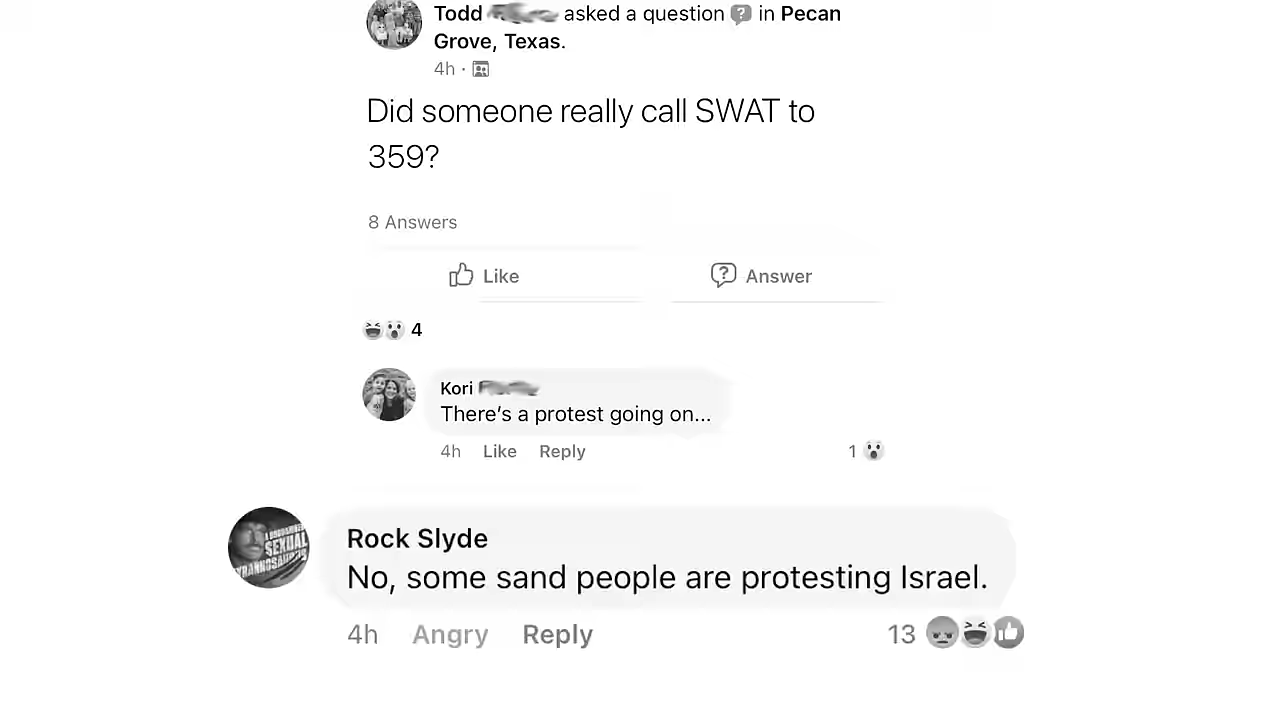 Todd asked a question in Pecan
Grove, Texas.
4h ·
Did someone really call SWAT to
359?
8 Answers
Like Answer
4
Kori
There's a protest going on...
4h Like Reply 1
SEXUAL
TYRANNOSAURUS
Rock Slyde
No, some sand people are protesting Israel.
4h Angry Reply 13